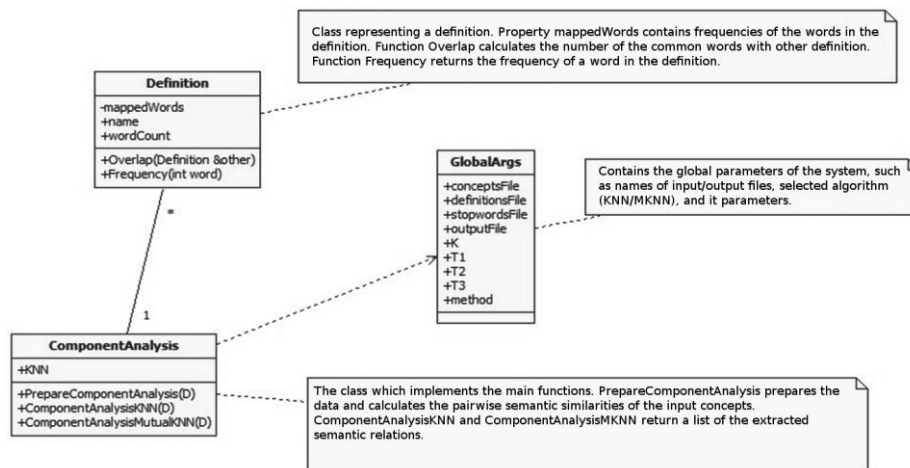 Class representing a definition. Property mappedWords contains frequencies of the words in the
definition. Function Overlap calculates the number of the common words with other definition.
Function Frequency returns the frequency of a word in the definition.
Definition
-mappedWords
+name
+wordCount
+Overlap(Definition &other)
+Frequency(int word)
*
1
GlobalArgs
+conceptsFile
+definitionsFile
+stopwordsFile
+outputFile
+K
+T1
+T2
+T3
+method
Contains the global parameters of the system, such
as names of input/output files, selected algorithm
(KNN/MKNN), and it parameters.
ComponentAnalysis
+KNN
+PrepareComponentAnalysis(D)
+ComponentAnalysisKNN(D)
+ComponentAnalysisMutualKNN(D)
The class which implements the main functions. PrepareComponentAnalysis prepares the
data and calculates the pairwise semantic similarities of the input concepts.
ComponentAnalysisKNN and ComponentAnalysisMKNN return a list of the extracted
semantic relations.